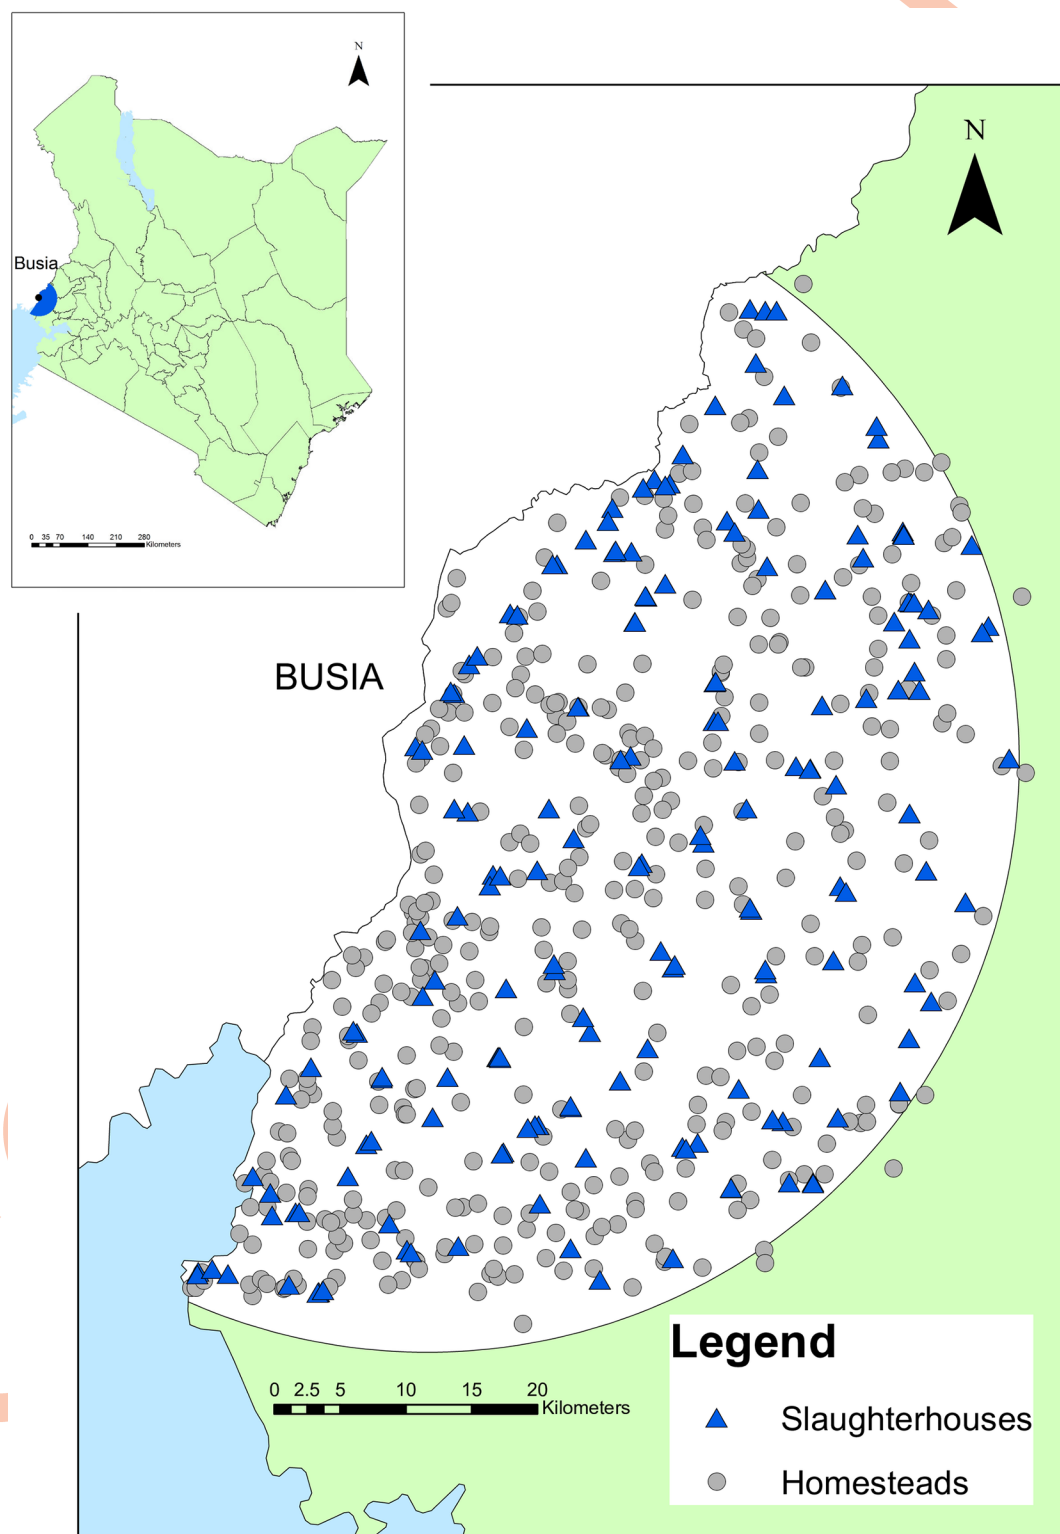 N
Busia
0 35 70 140 210 280
Kilometers
N
BUSIA
0 2.5 5 10 15 20
Kilometers
Legend
Slaughterhouses
Homesteads